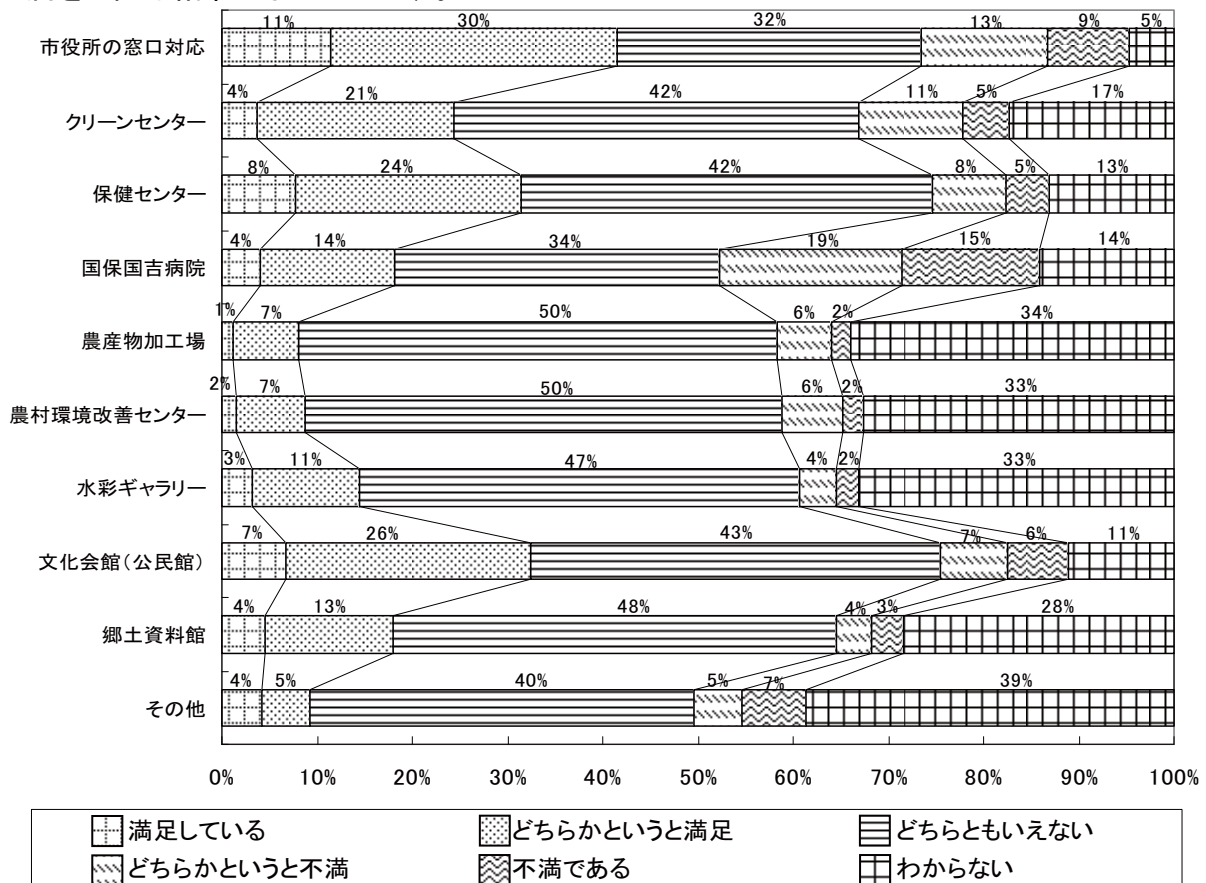 11% 30% 32% 13% 9% 5%
市役所の窓口対応
4% 21% 42% 11% 5% 17%
クリーンセンター
8% 24% 42% 8% 5% 13%
保健センター
4% 14% 34% 19% 15% 14%
国保国吉病院
1% 7% 50% 6% 2% 34%
農産物加工場
2% 7% 50% 6% 2% 33%
農村環境改善センター
3% 11% 47% 4% 2% 33%
水彩ギャラリー
7% 26% 43% 7% 6% 11%
文化会館(公民館)
4% 13% 48% 4% 3% 28%
郷土資料館
4% 5% 40% 5% 7% 39%
その他
0% 10% 20% 30% 40% 50% 60% 70% 80% 90% 100%
満足している どちらかというと満足 どちらともいえない
どちらかというと不満 不満である わからない